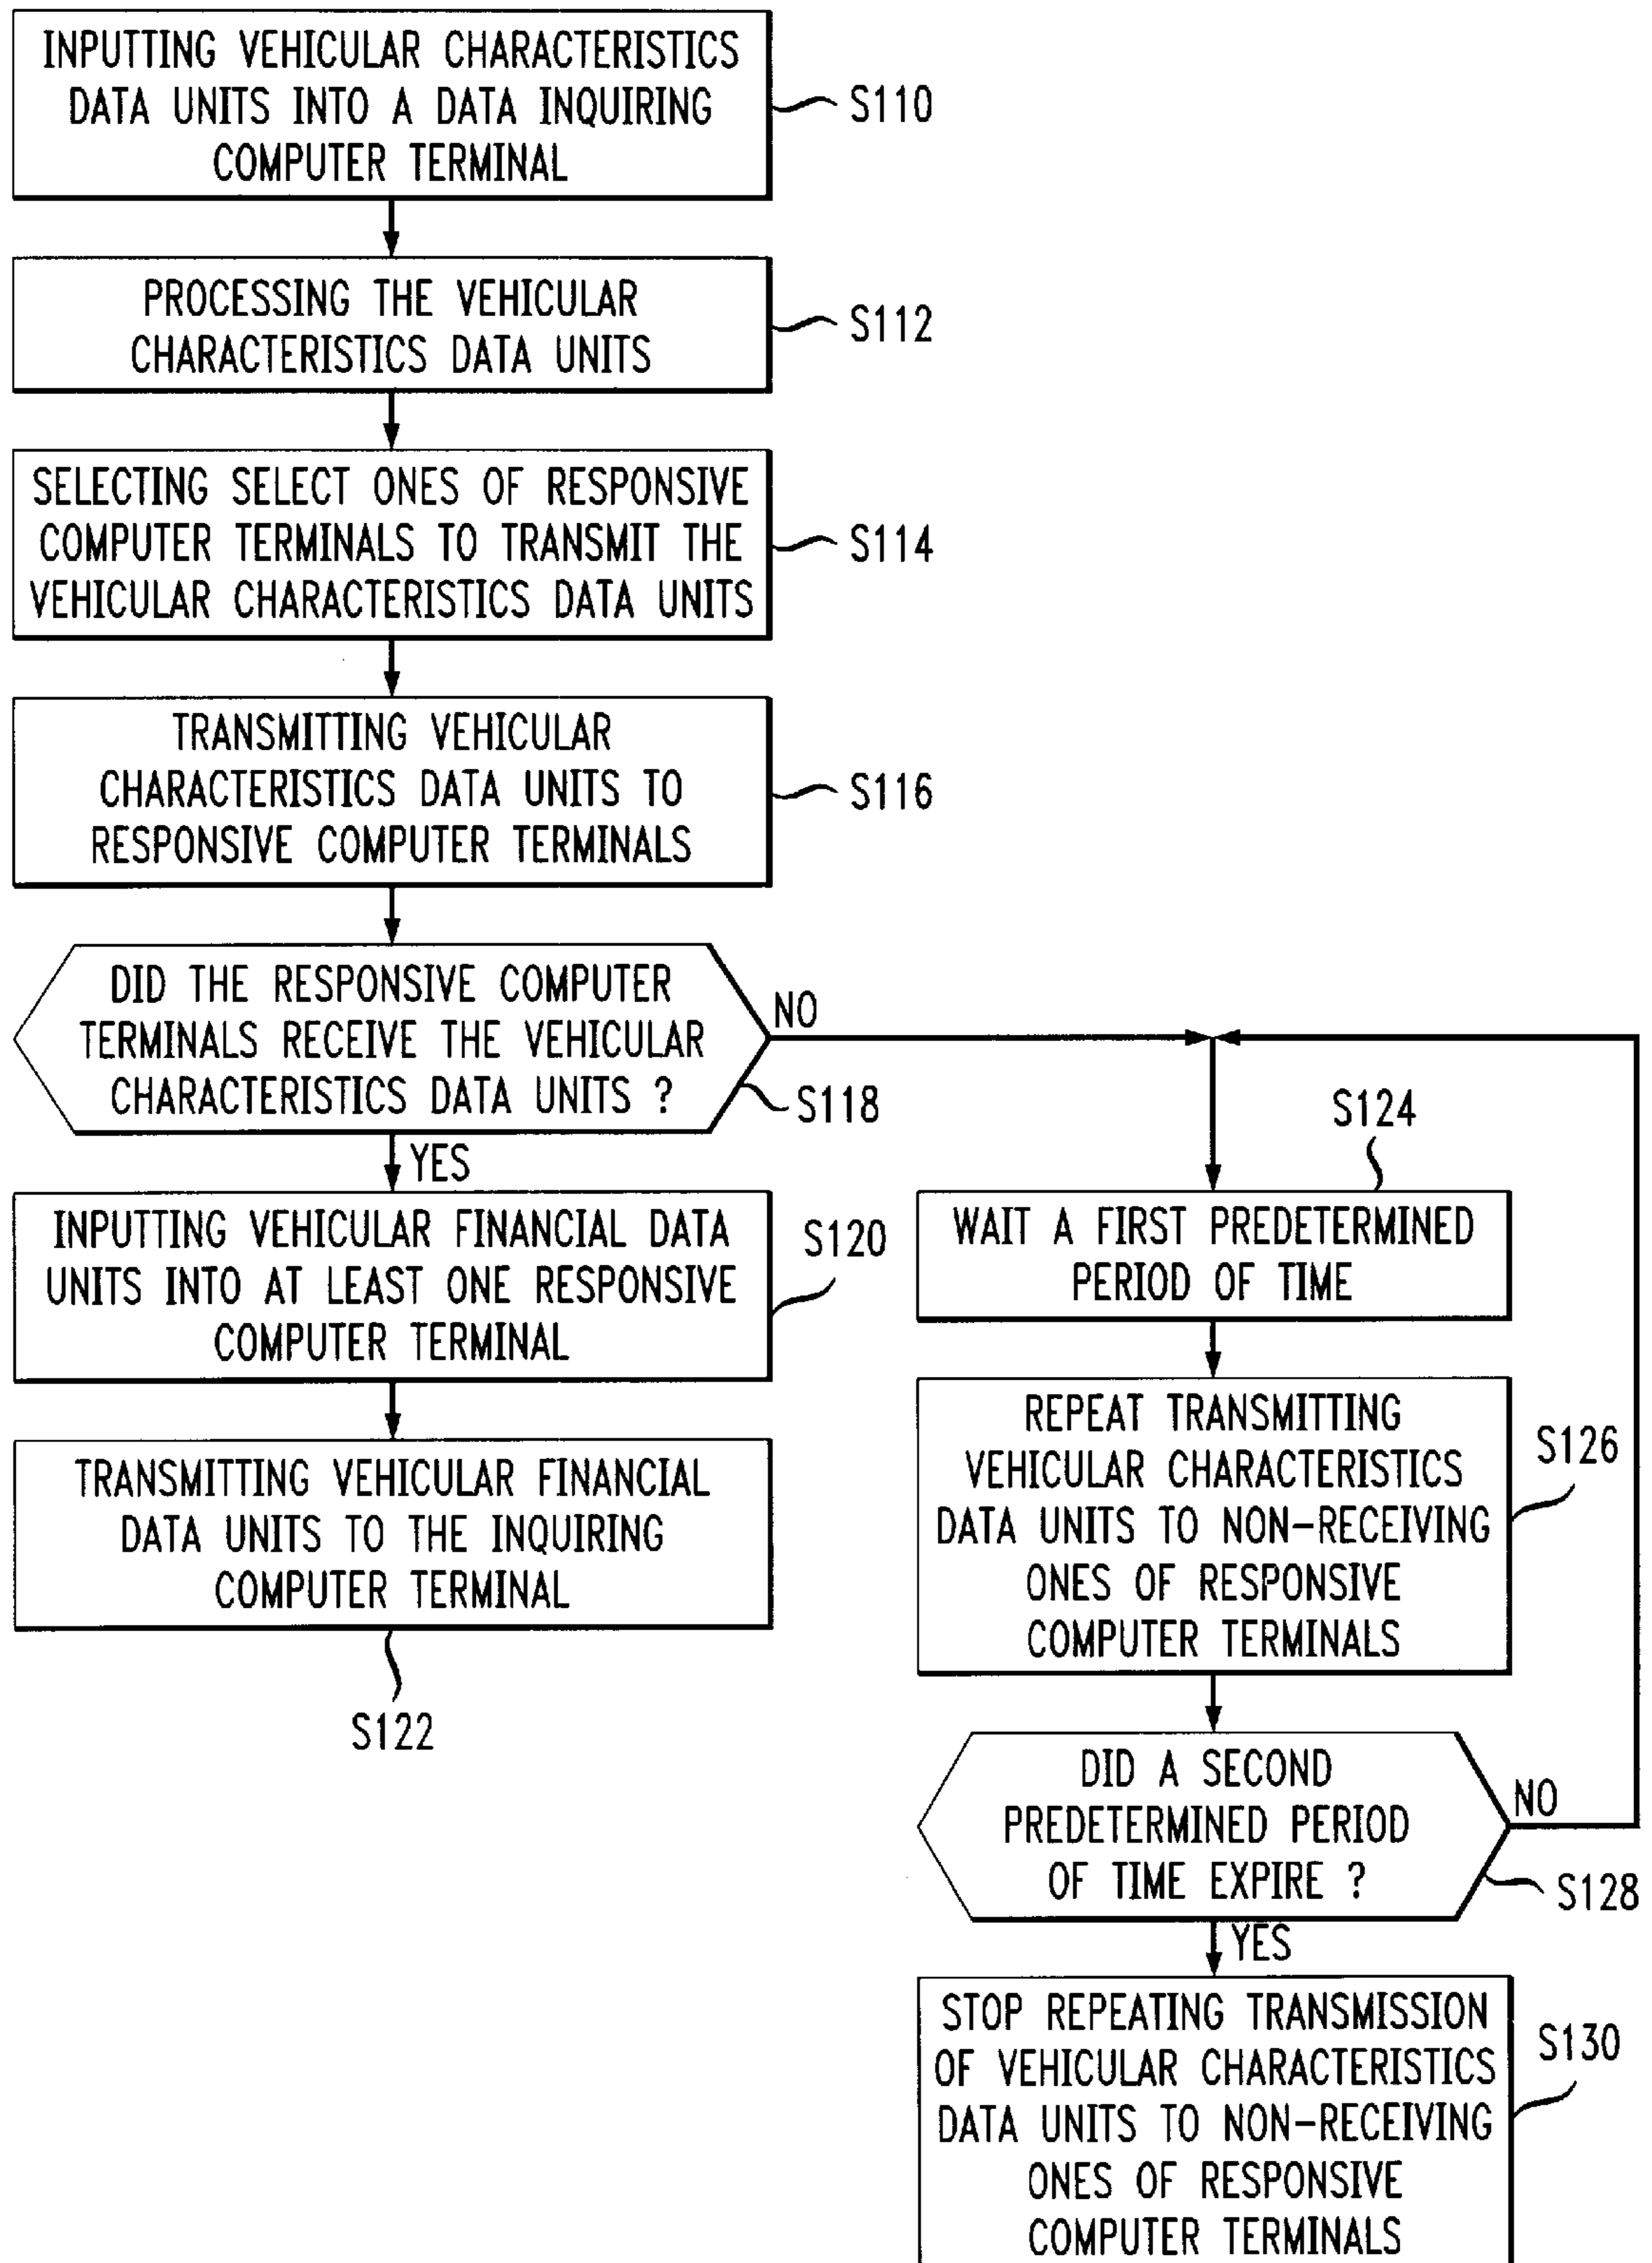 INPUTTING VEHICULAR CHARACTERISTICS
DATA UNITS INTO A DATA INQUIRING
COMPUTER TERMINAL
S110
PROCESSING THE VEHICULAR
CHARACTERISTICS DATA UNITS
S112
SELECTING SELECT ONES OF RESPONSIVE
COMPUTER TERMINALS TO TRANSMIT THE
VEHICULAR CHARACTERISTICS DATA UNITS
S114
TRANSMITTING VEHICULAR
CHARACTERISTICS DATA UNITS TO
RESPONSIVE COMPUTER TERMINALS
S116
DID THE RESPONSIVE COMPUTER
TERMINALS RECEIVE THE VEHICULAR
CHARACTERISTICS DATA UNITS ?
S118
NO
YES
INPUTTING VEHICULAR FINANCIAL DATA
UNITS INTO AT LEAST ONE RESPONSIVE
COMPUTER TERMINAL
S120
TRANSMITTING VEHICULAR FINANCIAL
DATA UNITS TO THE INQUIRING
COMPUTER TERMINAL
S122
S124
WAIT A FIRST PREDETERMINED
PERIOD OF TIME
REPEAT TRANSMITTING
VEHICULAR CHARACTERISTICS
DATA UNITS TO NON-RECEIVING
ONES OF RESPONSIVE
COMPUTER TERMINALS
S126
DID A SECOND
PREDETERMINED PERIOD
OF TIME EXPIRE ?
NO
S128
YES
STOP REPEATING TRANSMISSION
OF VEHICULAR CHARACTERISTICS
DATA UNITS TO NON-RECEIVING
ONES OF RESPONSIVE
COMPUTER TERMINALS
S130